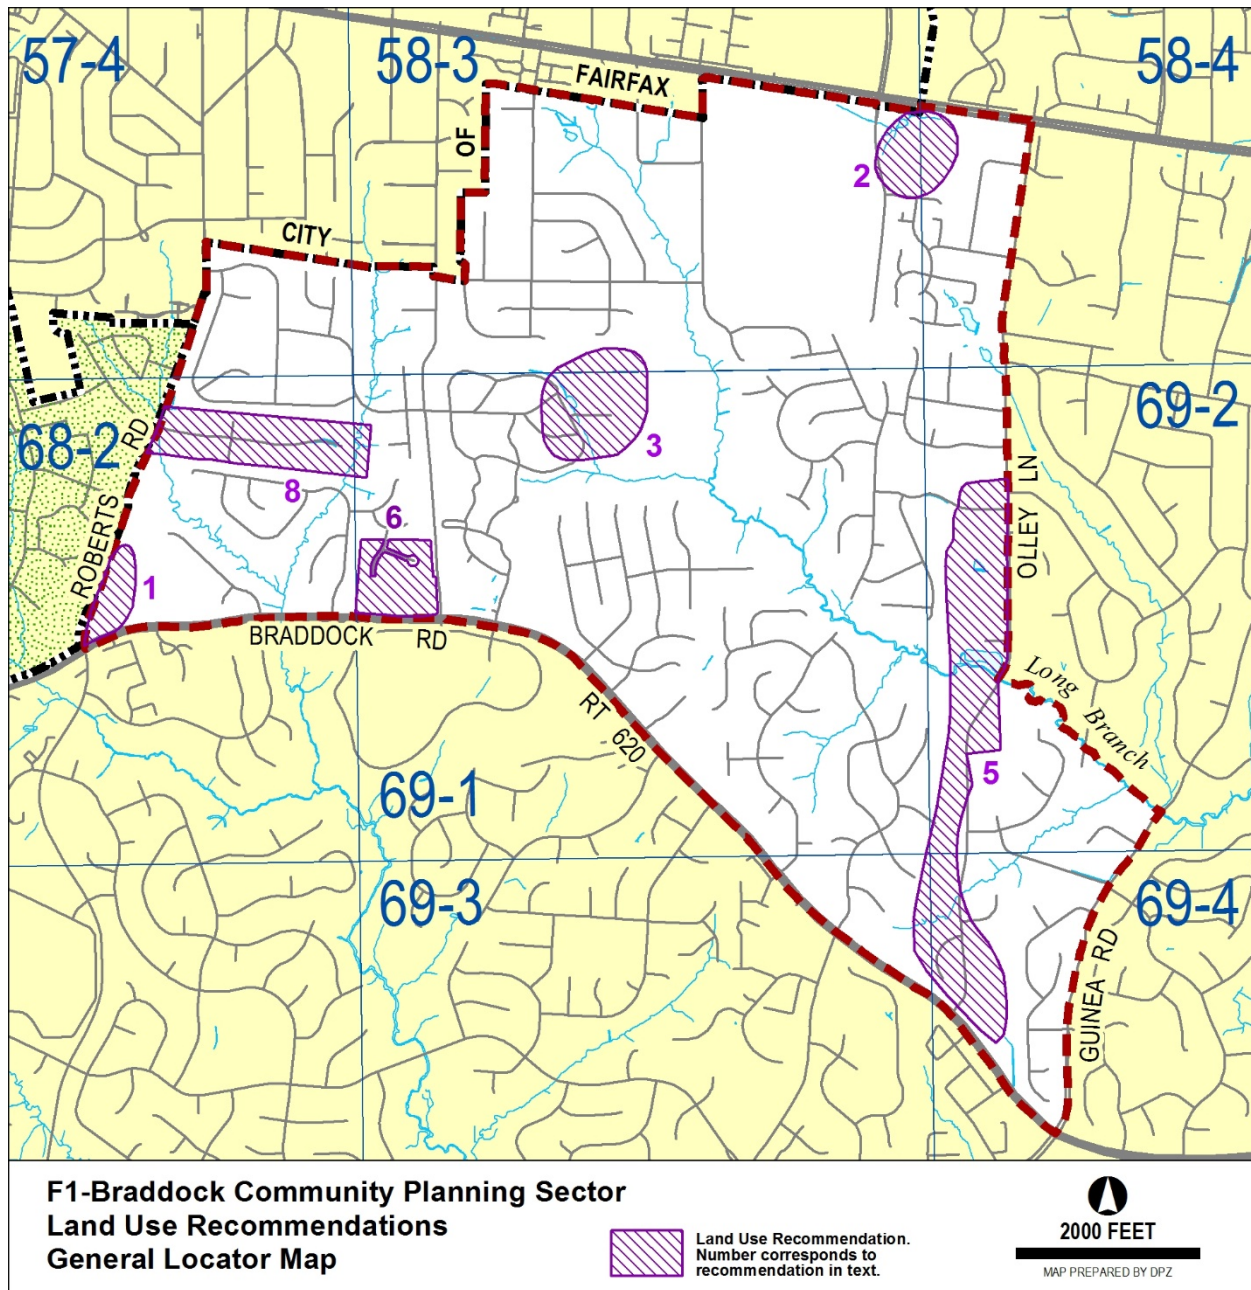 57-4
58-3
58-4
FAIRFAX
OF
CITY
2
68-2
ROBERTS RD
8
3
69-2
6
1
OLLEY LN
BRADDOCK RD
RT 620
Long Branch
69-1
5
69-3
69-4
GUINEA RD
F1-Braddock Community Planning Sector
Land Use Recommendations
General Locator Map
Land Use Recommendation.
Number corresponds to
recommendation in text.
2000 FEET
MAP PREPARED BY DPZ